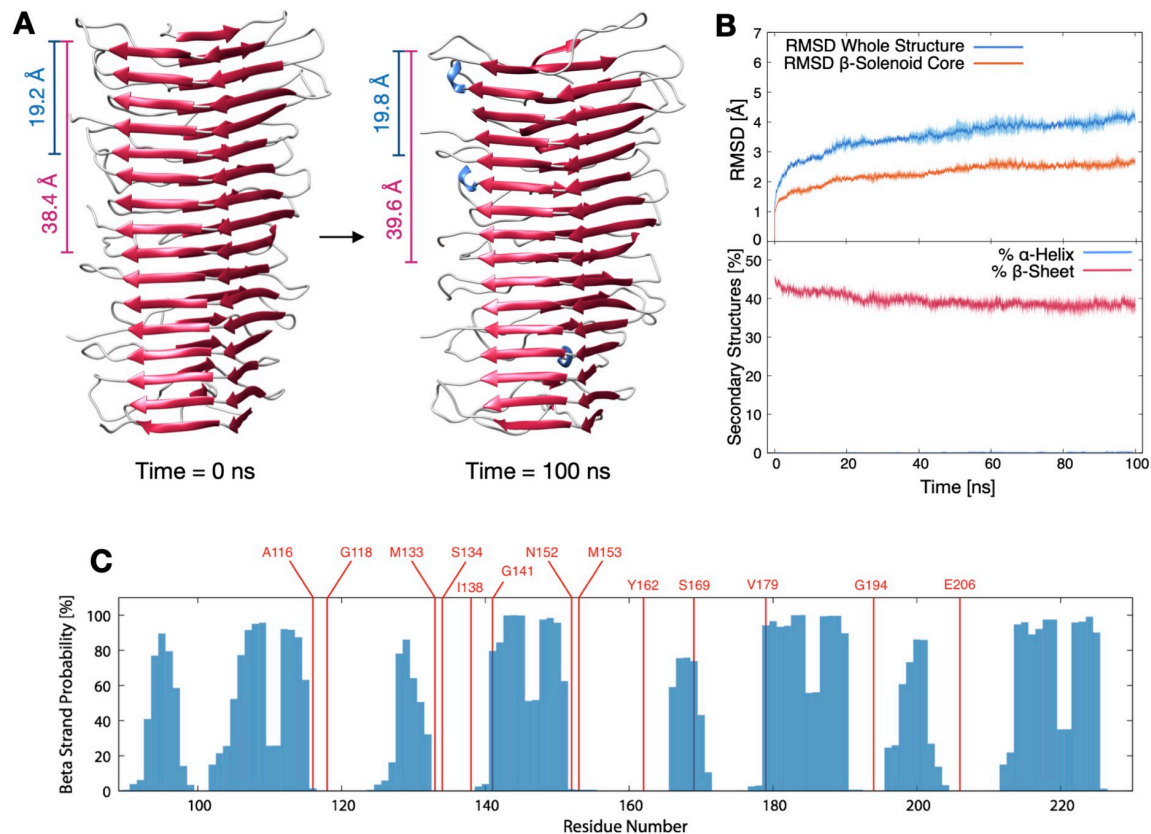 A
19.2 Å
38.4 Å
19.8 Å
39.6 Å
Time = 0 ns
Time = 100 ns
B
RMSD Whole Structure
RMSD β-Solenoid Core
RMSD [Å]
7
6
5
4
3
2
1
0
% α-Helix
% β-Sheet
Secondary Structures [%]
50
40
30
20
10
0
0 20 40 60 80 100
Time [ns]
C
A116 G118 M133 S134 I138 G141 N152 M153 Y162 S169 V179 G194 E206
Beta Strand Probability [%]
100
80
60
40
20
0
100 120 140 160 180 200 220
Residue Number